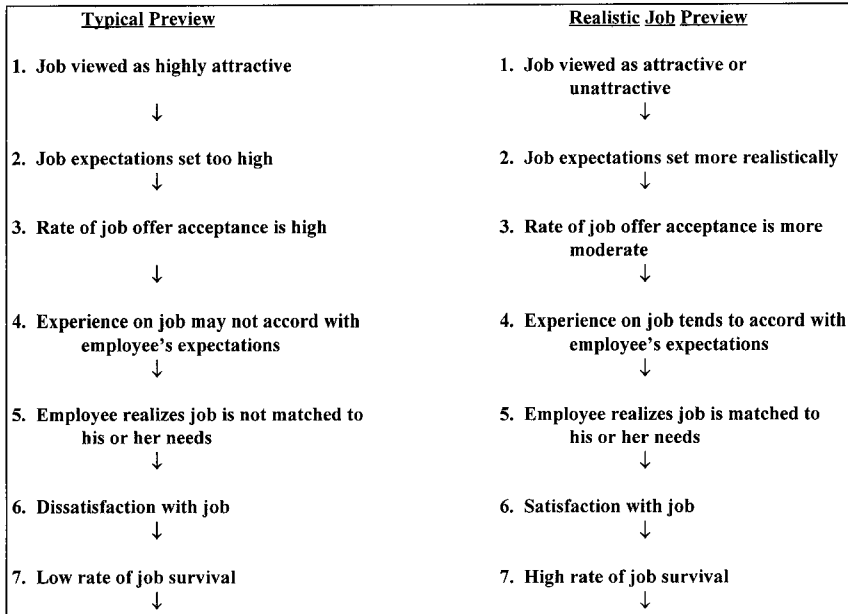 Typical Preview
1. Job viewed as highly attractive
↓
2. Job expectations set too high
↓
3. Rate of job offer acceptance is high
↓
4. Experience on job may not accord with
employee's expectations
↓
5. Employee realizes job is not matched to
his or her needs
↓
6. Dissatisfaction with job
↓
7. Low rate of job survival
↓
Realistic Job Preview
1. Job viewed as attractive or
unattractive
↓
2. Job expectations set more realistically
↓
3. Rate of job offer acceptance is more
moderate
↓
4. Experience on job tends to accord with
employee's expectations
↓
5. Employee realizes job is matched to
his or her needs
↓
6. Satisfaction with job
↓
7. High rate of job survival
↓